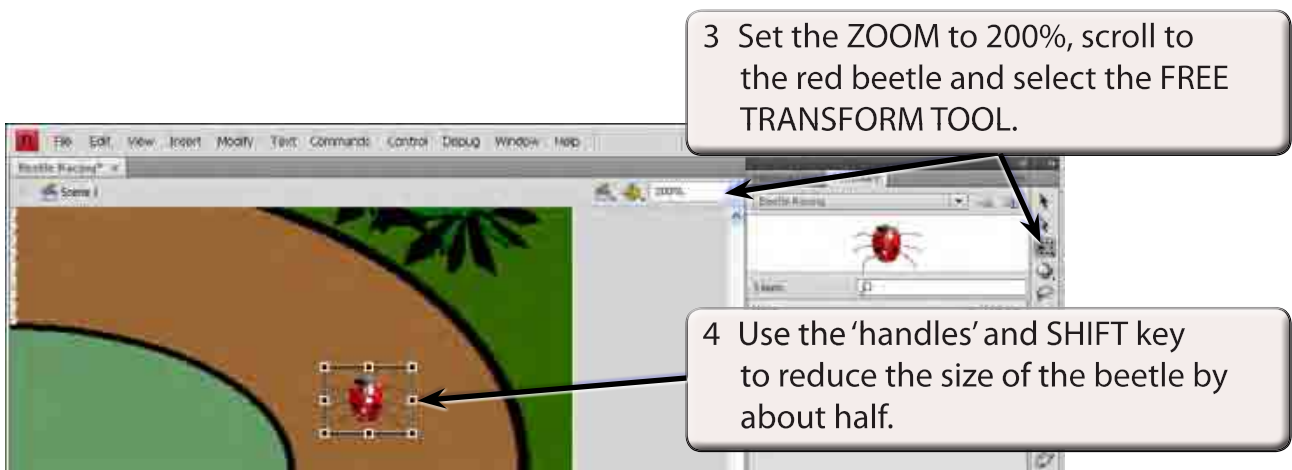 3 Set the ZOOM to 200%, scroll to
the red beetle and select the FREE
TRANSFORM TOOL.
File Edit View Insert Modify Text Commands Control Debug Window Help
Beetle Racing* ×
Scene 1
200%
Beetle Racing
4 Use the ‘handles’ and SHIFT key
to reduce the size of the beetle by
about half.